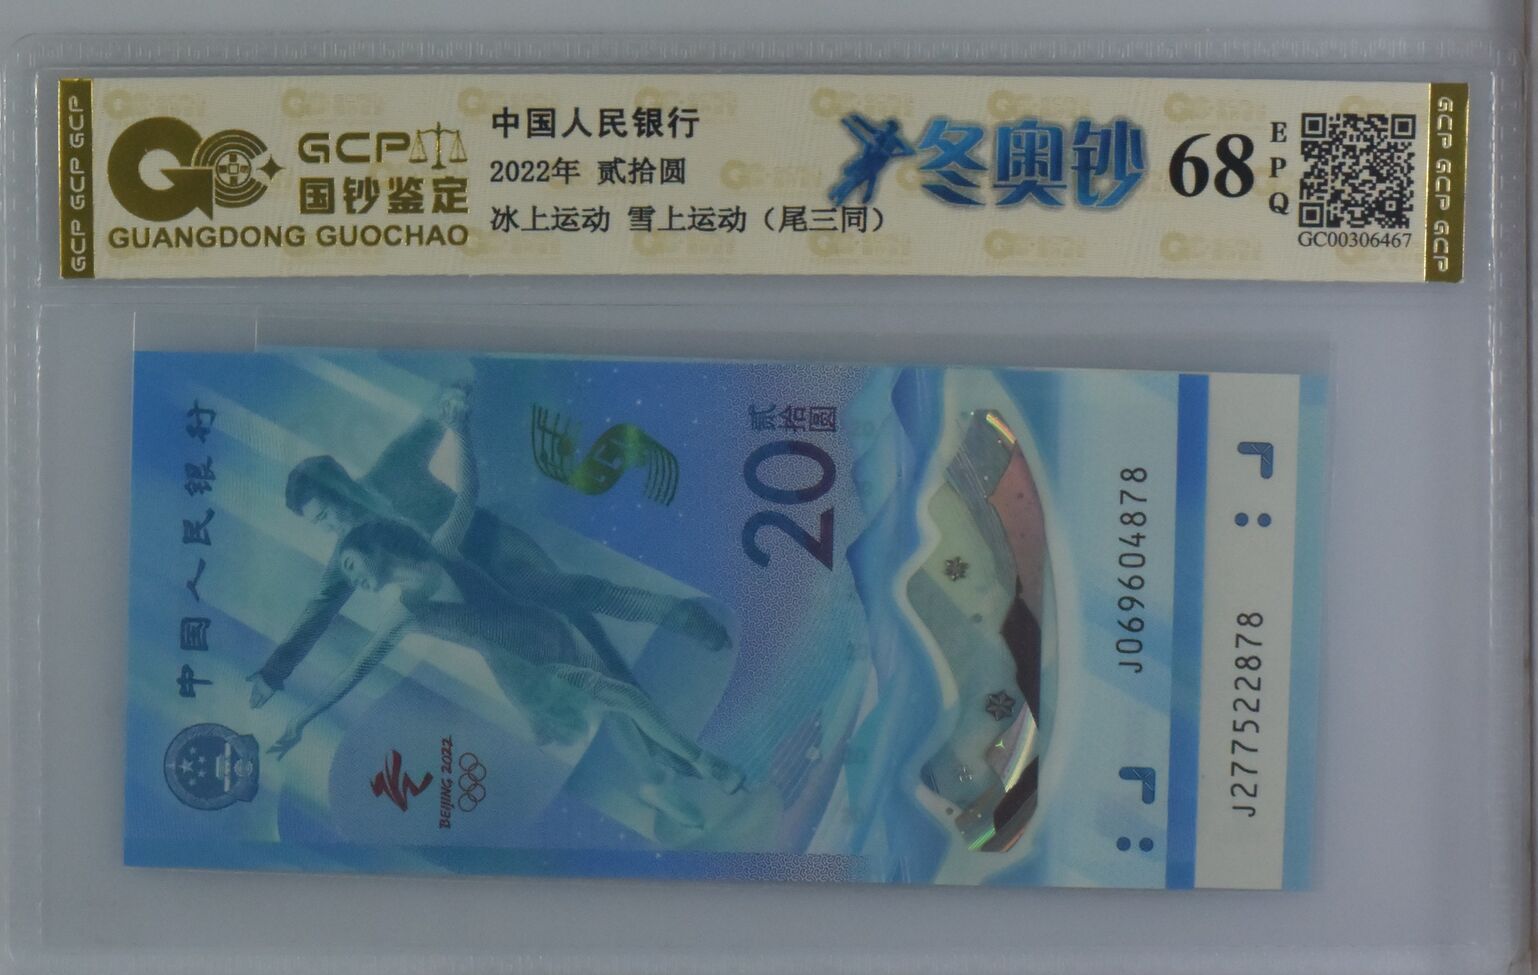 GCP GCP GCP
GCP
国钞鉴定
GUANGDONG GUOCHAO
中国人民银行
2022年 贰拾圆
冰上运动 雪上运动（尾三同）
冬奥钞
68
EPQ
GC00306467
GCP GCP GCP
中国人民银行
BEIJING 2022
贰拾圆
20
J069604878
J277522878